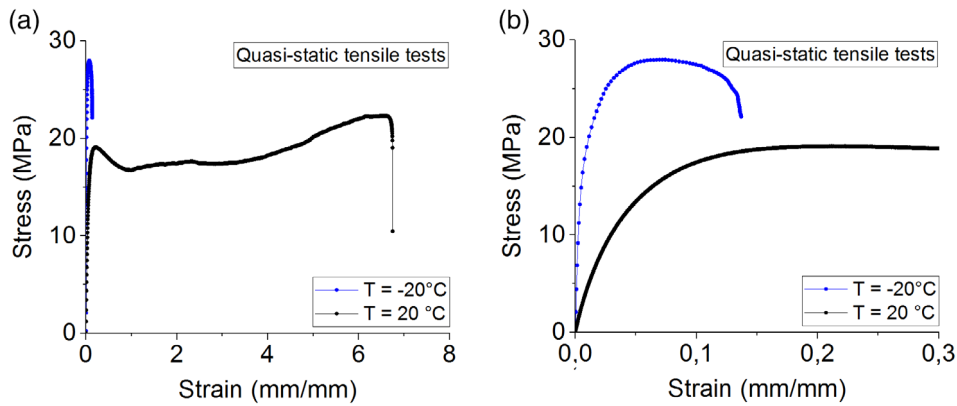 (a)
Quasi-static tensile tests
Stress (MPa)
30
20
10
0
T = -20°C
T = 20 °C
0 2 4 6 8
Strain (mm/mm)
(b)
Quasi-static tensile tests
Stress (MPa)
30
20
10
0
T = -20°C
T = 20 °C
0,0 0,1 0,2 0,3
Strain (mm/mm)